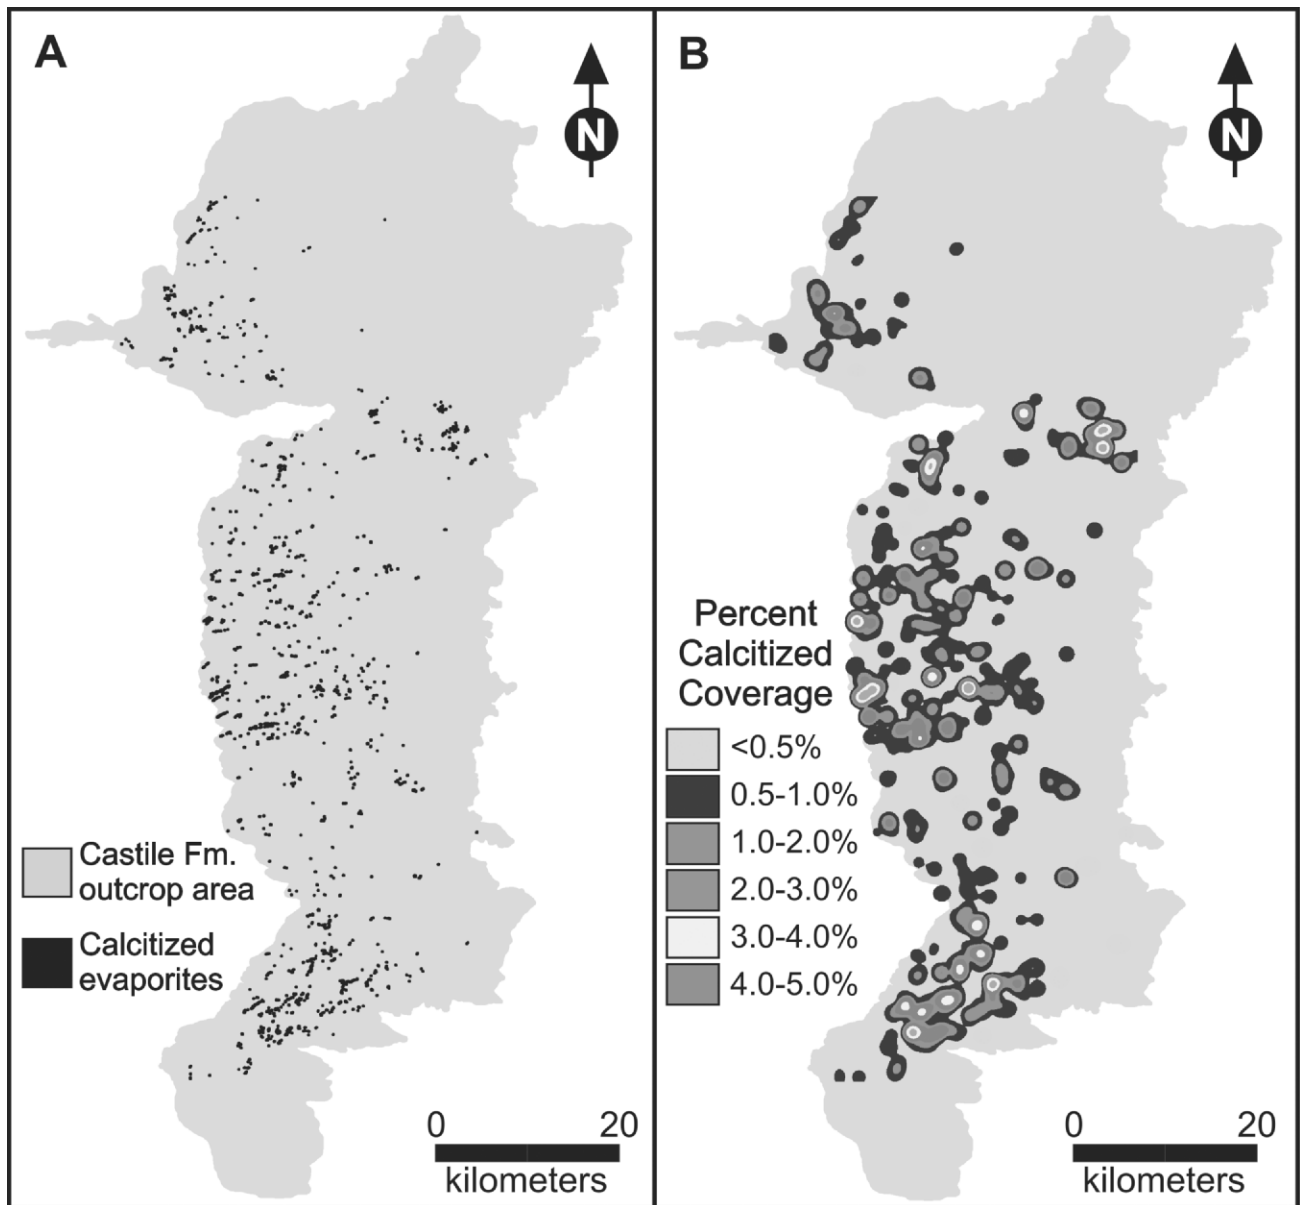 A
N
Castile Fm.
outcrop area
Calcitized
evaporites
0 20
kilometers
B
N
Percent
Calcitized
Coverage
<0.5%
0.5-1.0%
1.0-2.0%
2.0-3.0%
3.0-4.0%
4.0-5.0%
0 20
kilometers